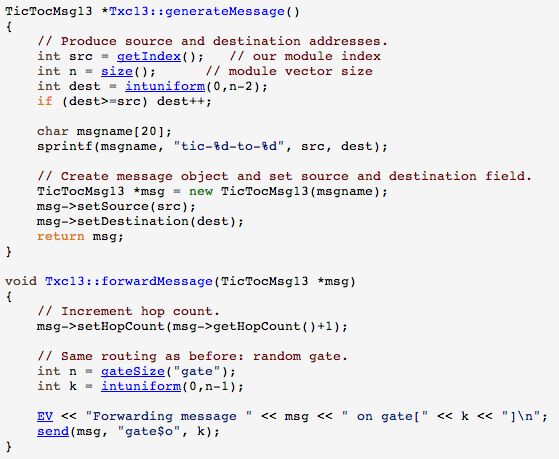 TicTocMsg13 *Txc13::generateMessage()
{
    // Produce source and destination addresses.
    int src = getIndex();   // our module index
    int n = size();      // module vector size
    int dest = intuniform(0,n-2);
    if (dest>=src) dest++;

    char msgname[20];
    sprintf(msgname, "tic-%d-to-%d", src, dest);

    // Create message object and set source and destination field.
    TicTocMsg13 *msg = new TicTocMsg13(msgname);
    msg->setSource(src);
    msg->setDestination(dest);
    return msg;
}

void Txc13::forwardMessage(TicTocMsg13 *msg)
{
    // Increment hop count.
    msg->setHopCount(msg->getHopCount()+1);

    // Same routing as before: random gate.
    int n = gateSize("gate");
    int k = intuniform(0,n-1);

    EV << "Forwarding message " << msg << " on gate[" << k << "]\n";
    send(msg, "gate$o", k);
}